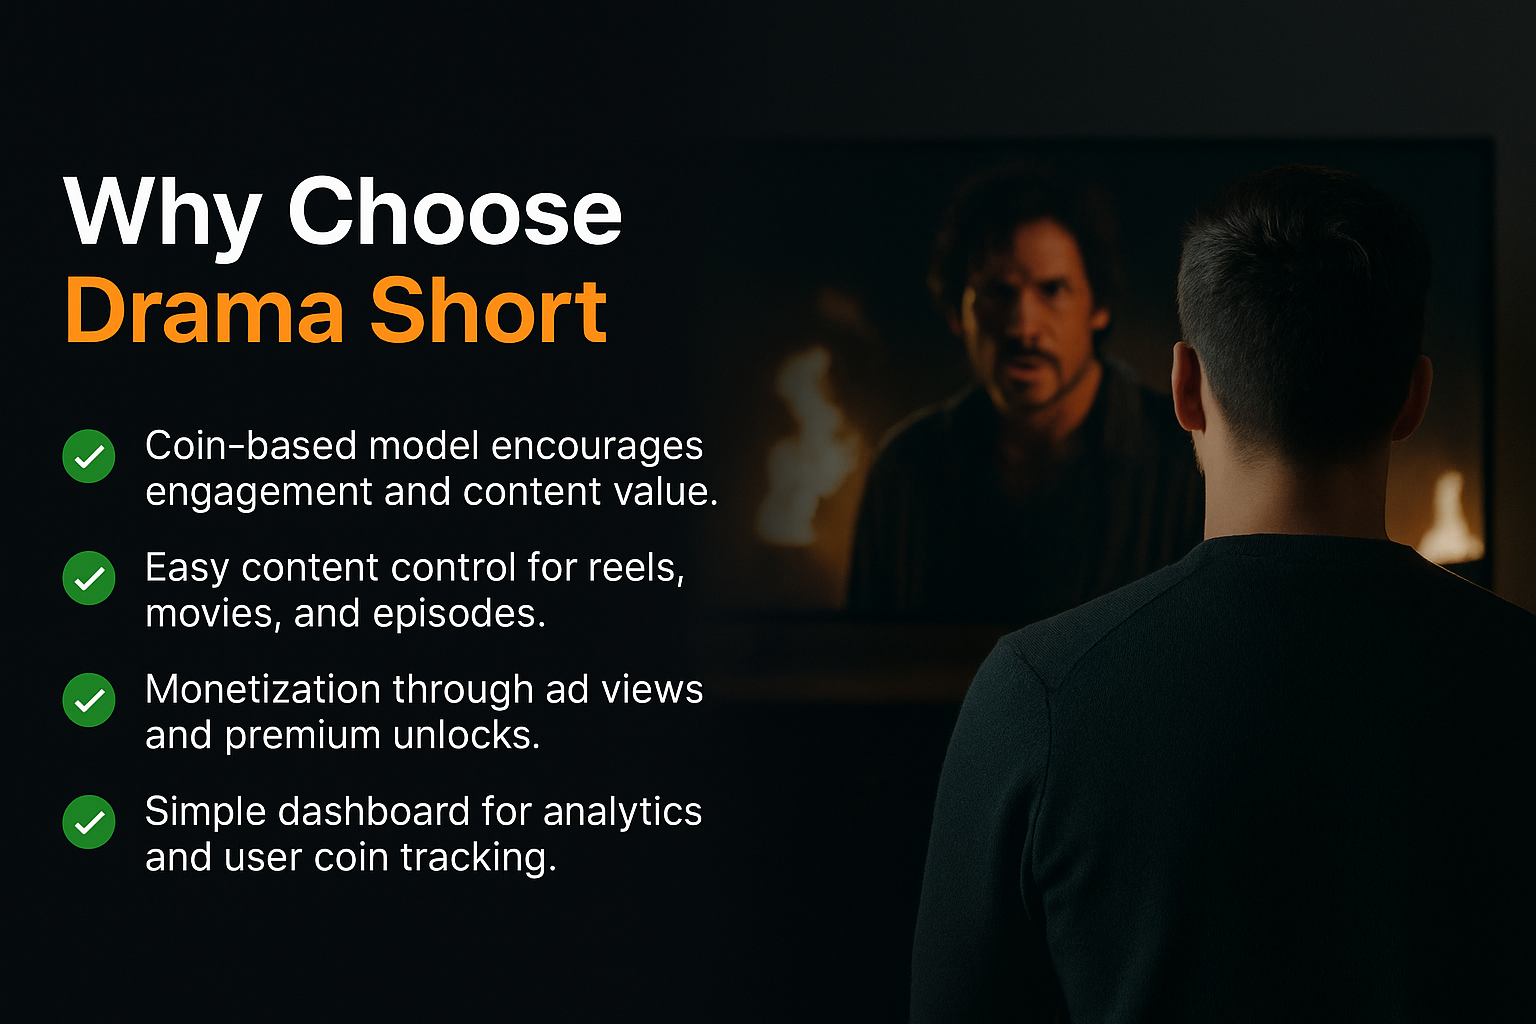 Why Choose
Drama Short
Coin-based model encourages
engagement and content value.
Easy content control for reels,
movies, and episodes.
Monetization through ad views
and premium unlocks.
Simple dashboard for analytics
and user coin tracking.